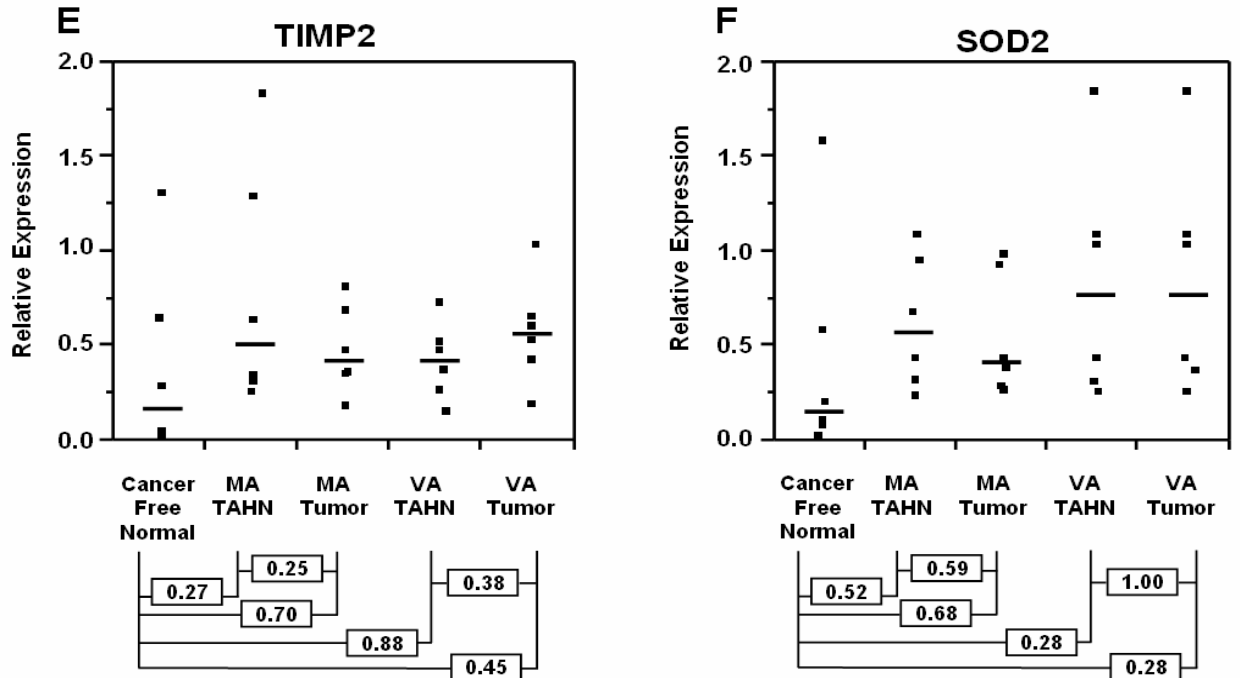 E
TIMP2
2.0
1.5
1.0
0.5
0.0
Relative Expression
Cancer Free Normal
MA TAHN
MA Tumor
VA TAHN
VA Tumor
0.25
0.27
0.38
0.70
0.88
0.45
F
SOD2
2.0
1.5
1.0
0.5
0.0
Relative Expression
Cancer Free Normal
MA TAHN
MA Tumor
VA TAHN
VA Tumor
0.59
0.52
1.00
0.68
0.28
0.28